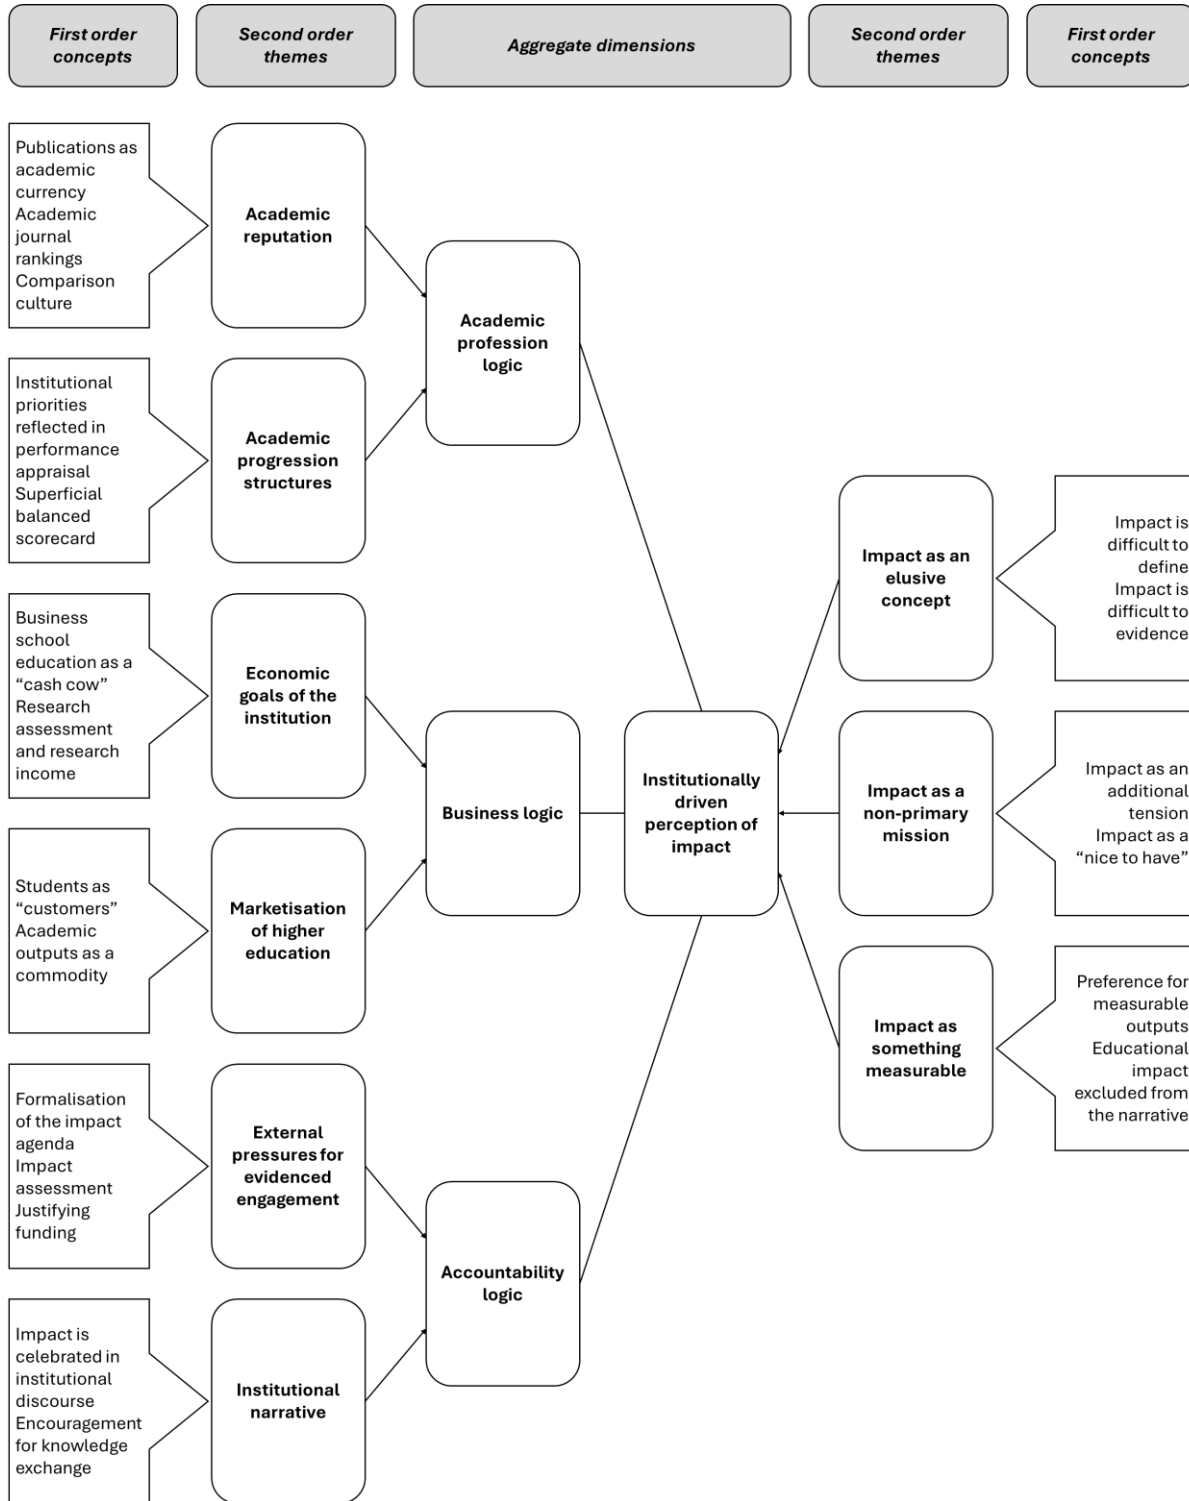 First order
concepts
Second order
themes
Aggregate dimensions
Second order
themes
First order
concepts
Publications as
academic
currency
Academic
journal
rankings
Comparison
culture
Academic
reputation
Academic
profession
logic
Institutional
priorities
reflected in
performance
appraisal
Superficial
balanced
scorecard
Academic
progression
structures
Business
school
education as a
“cash cow”
Research
assessment
and research
income
Economic
goals of the
institution
Business logic
Students as
“customers”
Academic
outputs as a
commodity
Marketisation
of higher
education
Formalisation
of the impact
agenda
Impact
assessment
Justifying
funding
External
pressures for
evidenced
engagement
Accountability
logic
Impact is
celebrated in
institutional
discourse
Encouragement
for knowledge
exchange
Institutional
narrative
Institutionally
driven
perception of
impact
Impact as an
elusive
concept
Impact is
difficult to
define
Impact is
difficult to
evidence
Impact as a
non-primary
mission
Impact as an
additional
tension
Impact as a
“nice to have”
Impact as
something
measurable
Preference for
measurable
outputs
Educational
impact
excluded from
the narrative